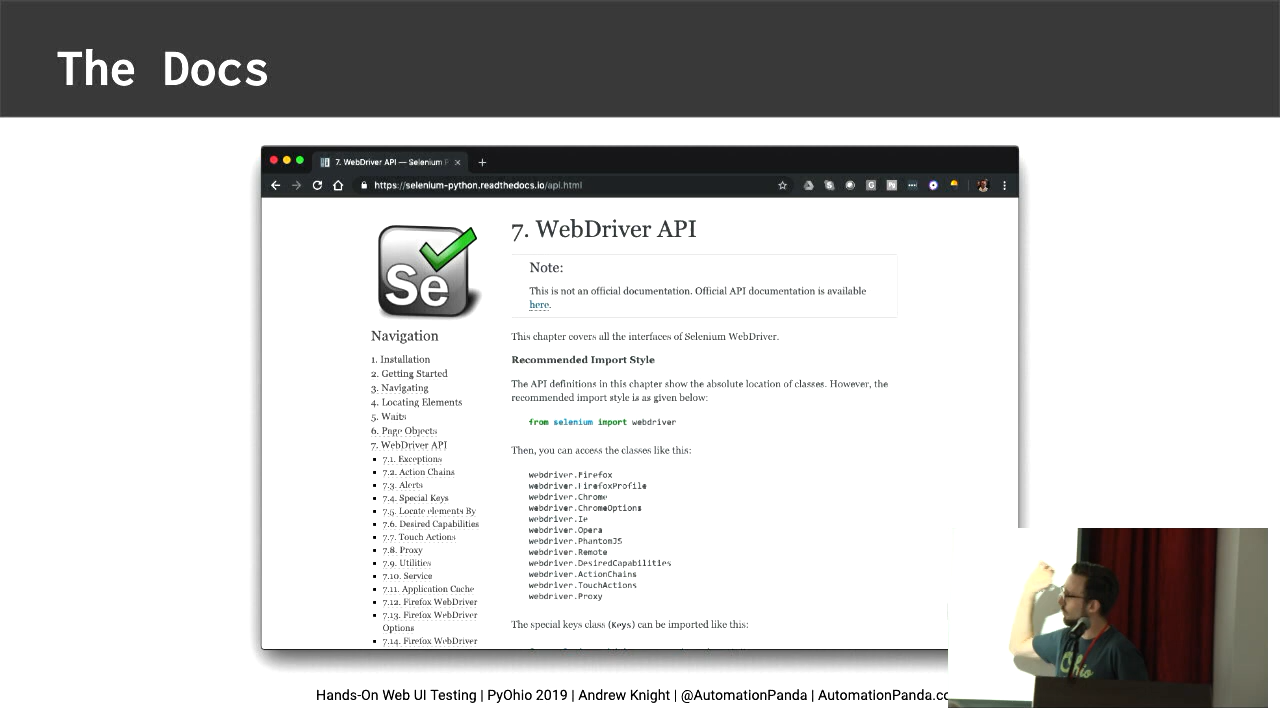 The Docs
7. WebDriver API — Selenium P
https://selenium-python.readthedocs.io/api.html
Se
Navigation
1. Installation
2. Getting Started
3. Navigating
4. Locating Elements
5. Waits
6. Page Objects
7. WebDriver API
7.1. Exceptions
7.2. Action Chains
7.3. Alerts
7.4. Special Keys
7.5. Locate elements By
7.6. Desired Capabilities
7.7. Touch Actions
7.8. Proxy
7.9. Utilities
7.10. Service
7.11. Application Cache
7.12. Firefox WebDriver
7.13. Firefox WebDriver
Options
7.14. Firefox WebDriver
7. WebDriver API
Note:
This is not an official documentation. Official API documentation is available
here.
This chapter covers all the interfaces of Selenium WebDriver.
Recommended Import Style
The API definitions in this chapter show the absolute location of classes. However, the
recommended import style is as given below:
from selenium import webdriver
Then, you can access the classes like this:
webdriver.Firefox
webdriver.FirefoxProfile
webdriver.Chrome
webdriver.ChromeOptions
webdriver.Ie
webdriver.Opera
webdriver.PhantomJS
webdriver.Remote
webdriver.DesiredCapabilities
webdriver.ActionChains
webdriver.TouchActions
webdriver.Proxy
The special keys class (Keys) can be imported like this:
Ohio
Hands-On Web UI Testing | PyOhio 2019 | Andrew Knight | @AutomationPanda | AutomationPanda.co